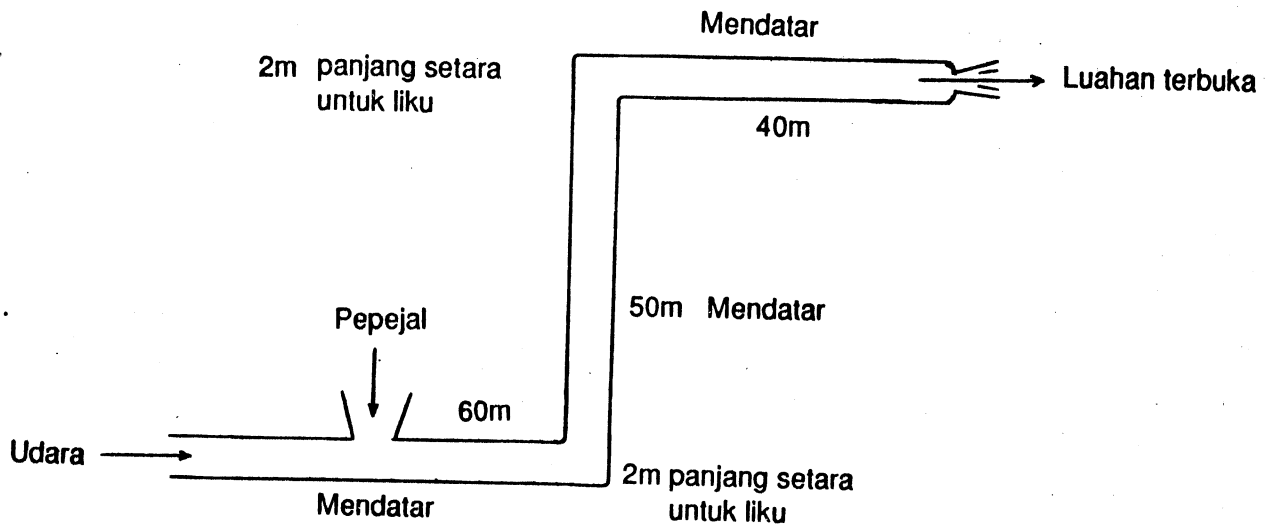 Mendatar
2m panjang setara
untuk liku
Luahan terbuka
40m
50m Mendatar
Pepejal
60m
Udara
2m panjang setara
untuk liku
Mendatar